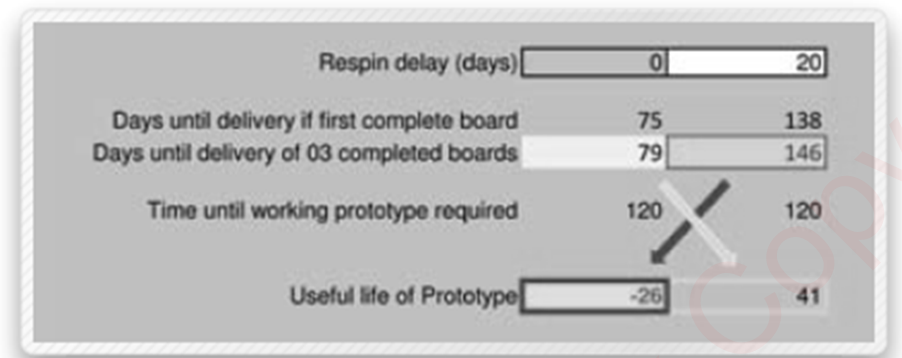 Respin delay (days) 0 20
Days until delivery if first complete board 75 138
Days until delivery of 03 completed boards 79 146
Time until working prototype required 120 120
Useful life of Prototype -26 41
Copy